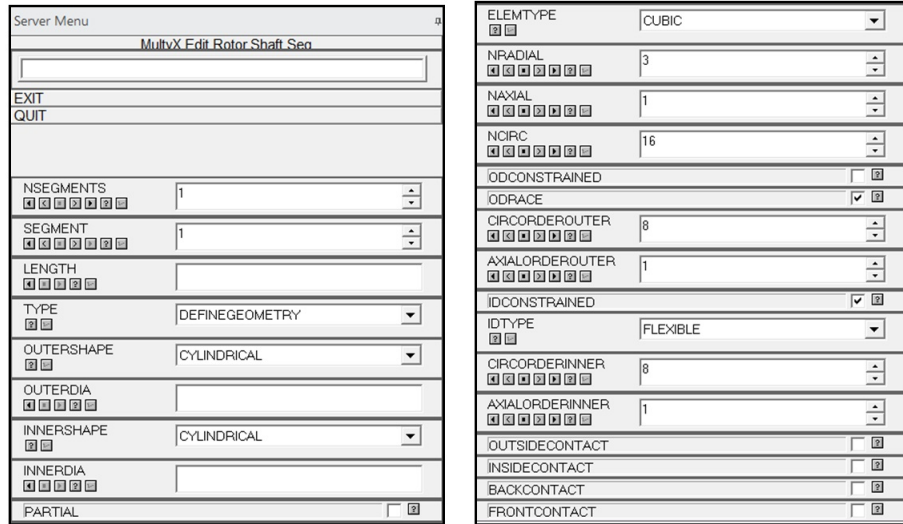 Server Menu
MultyX Edit Rotor Shaft Seg
EXIT
QUIT
NSEGMENTS
1
SEGMENT
1
LENGTH
TYPE
DEFINEGEOMETRY
OUTERSHAPE
CYLINDRICAL
OUTERDIA
INNERSHAPE
CYLINDRICAL
INNERDIA
PARTIAL
ELEMTYPE
CUBIC
NRADIAL
3
NAXIAL
1
NCIRC
16
ODCONSTRAINED
ODRACE
CIRCORDEROUTER
8
AXIALORDEROUTER
1
IDCONSTRAINED
IDTYPE
FLEXIBLE
CIRCORDERINNER
8
AXIALORDERINNER
1
OUTSIDECONTACT
INSIDECONTACT
BACKCONTACT
FRONTCONTACT